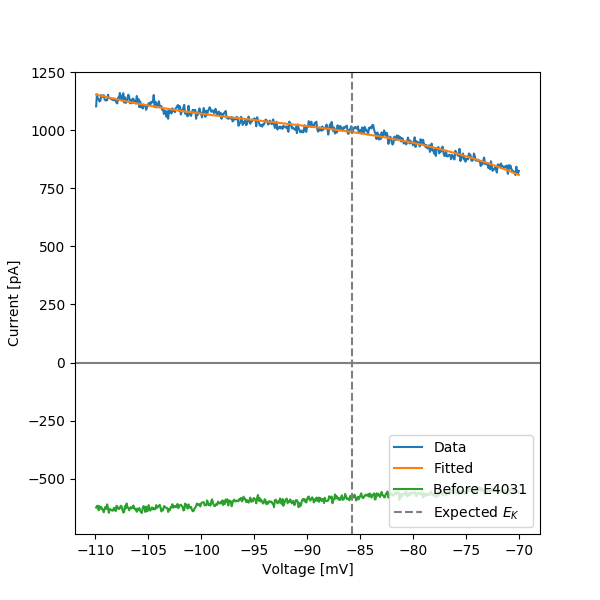 1250
1000
750
500
250
0
−250
−500
Current [pA]
Data
Fitted
Before E4031
Expected E_K
−110 −105 −100 −95 −90 −85 −80 −75 −70
Voltage [mV]